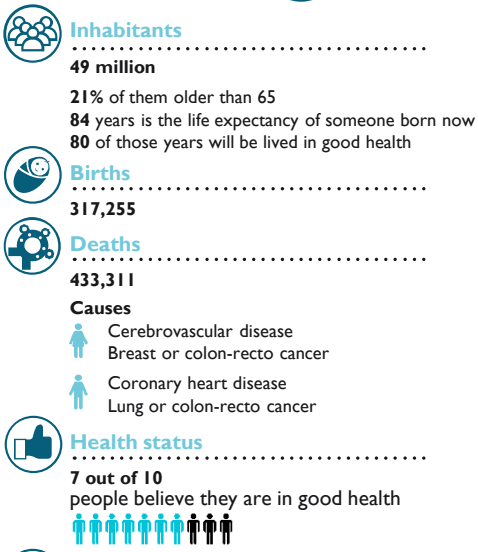 Inhabitants
49 million
21% of them older than 65
84 years is the life expectancy of someone born now
80 of those years will be lived in good health
Births
317,255
Deaths
433,311
Causes
Cerebrovascular disease
Breast or colon-recto cancer
Coronary heart disease
Lung or colon-recto cancer
Health status
7 out of 10
people believe they are in good health